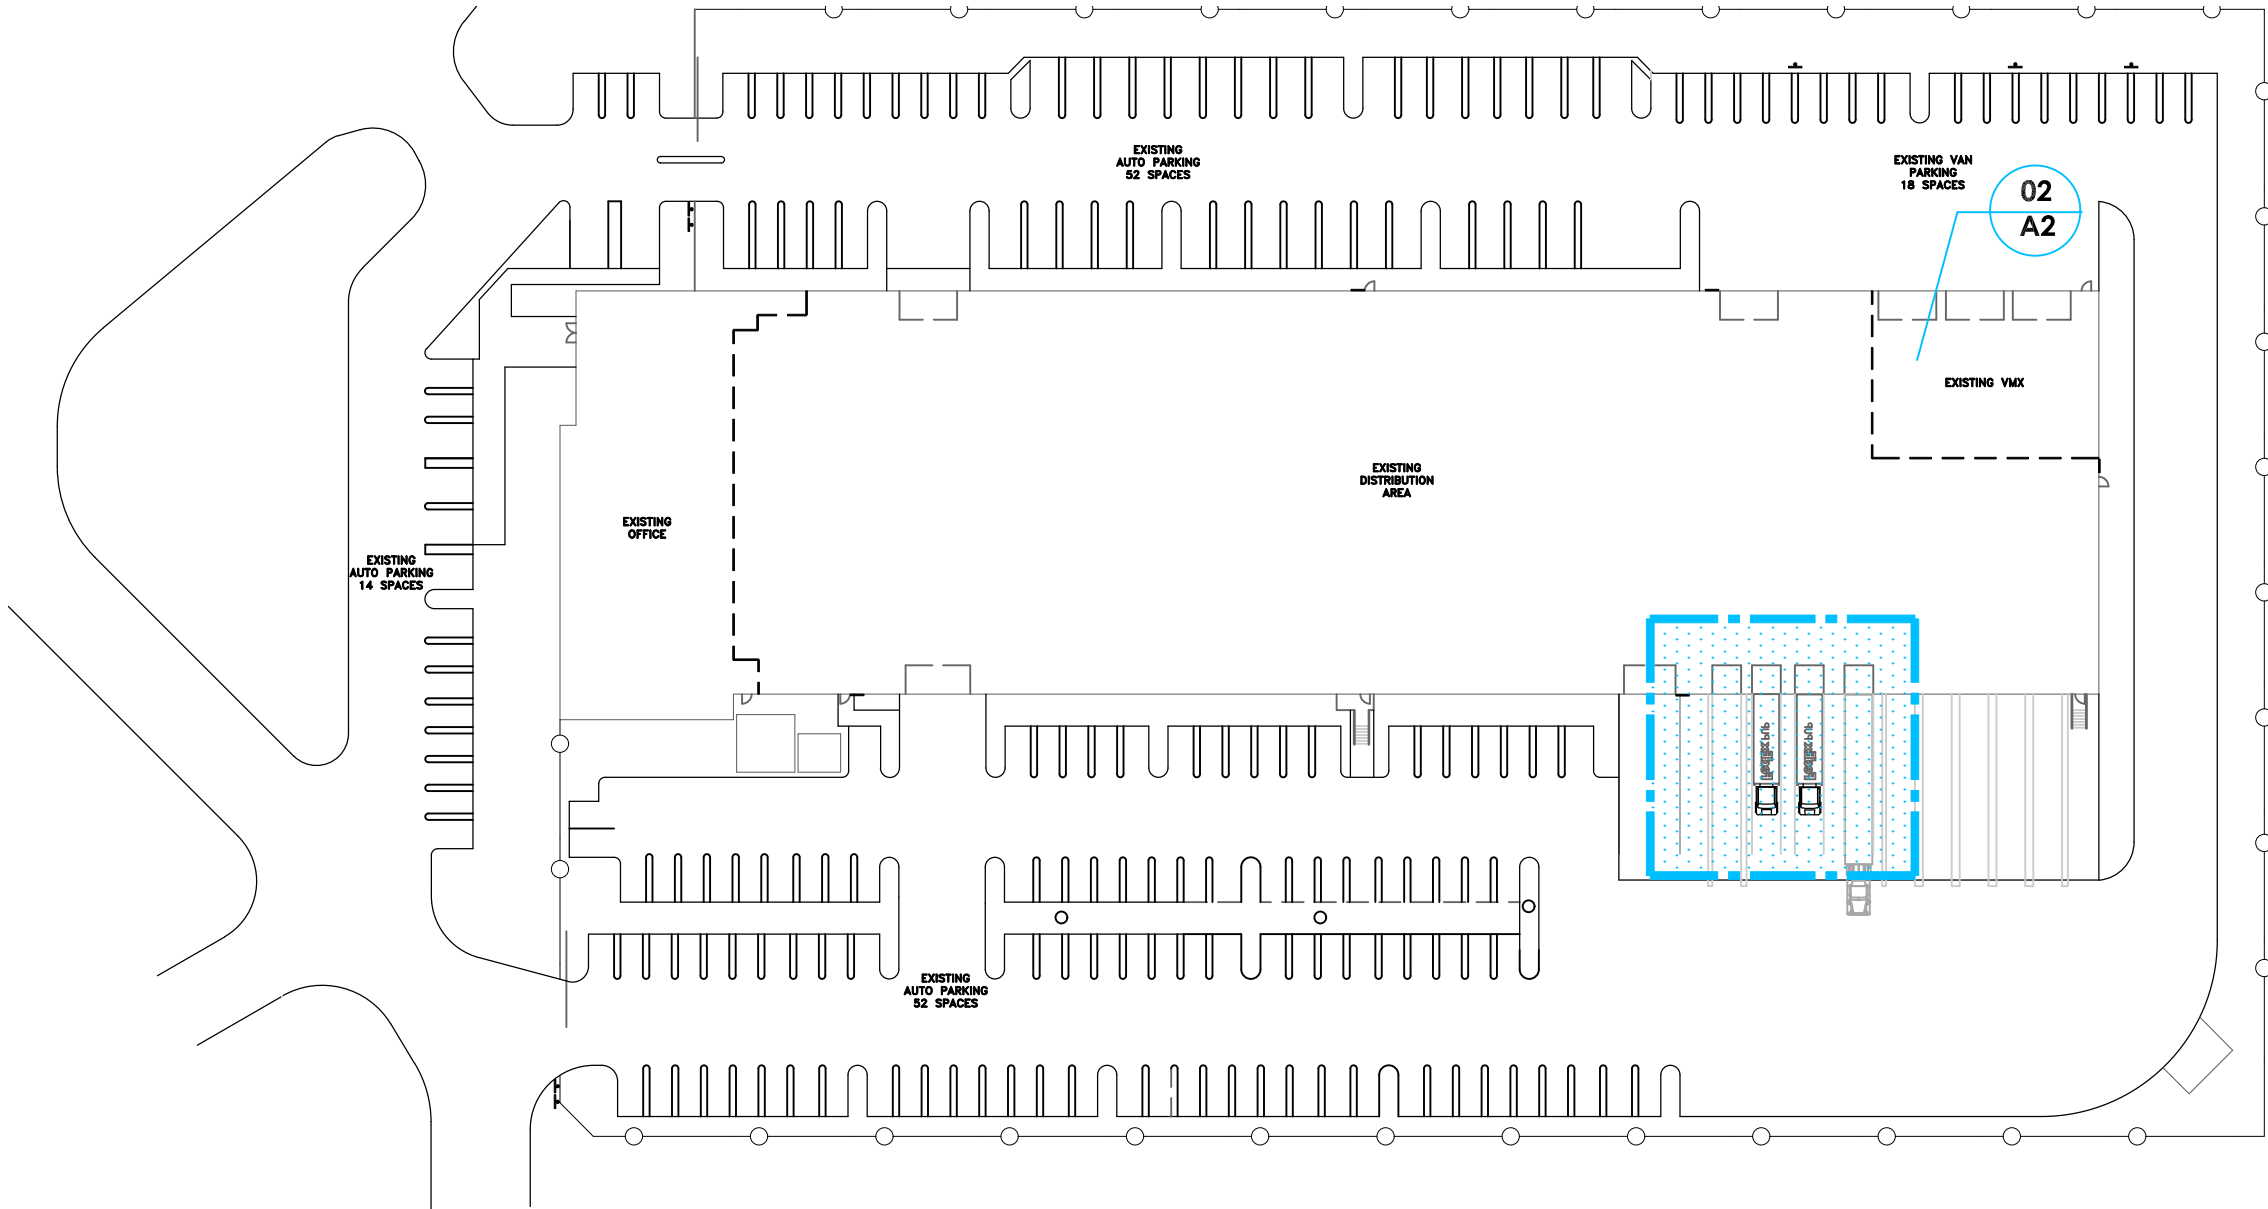 EXISTING
AUTO PARKING
52 SPACES
EXISTING VAN
PARKING
18 SPACES
02
A2
EXISTING VMX
EXISTING
DISTRIBUTION
AREA
EXISTING
OFFICE
EXISTING
AUTO PARKING
14 SPACES
EXISTING
AUTO PARKING
52 SPACES